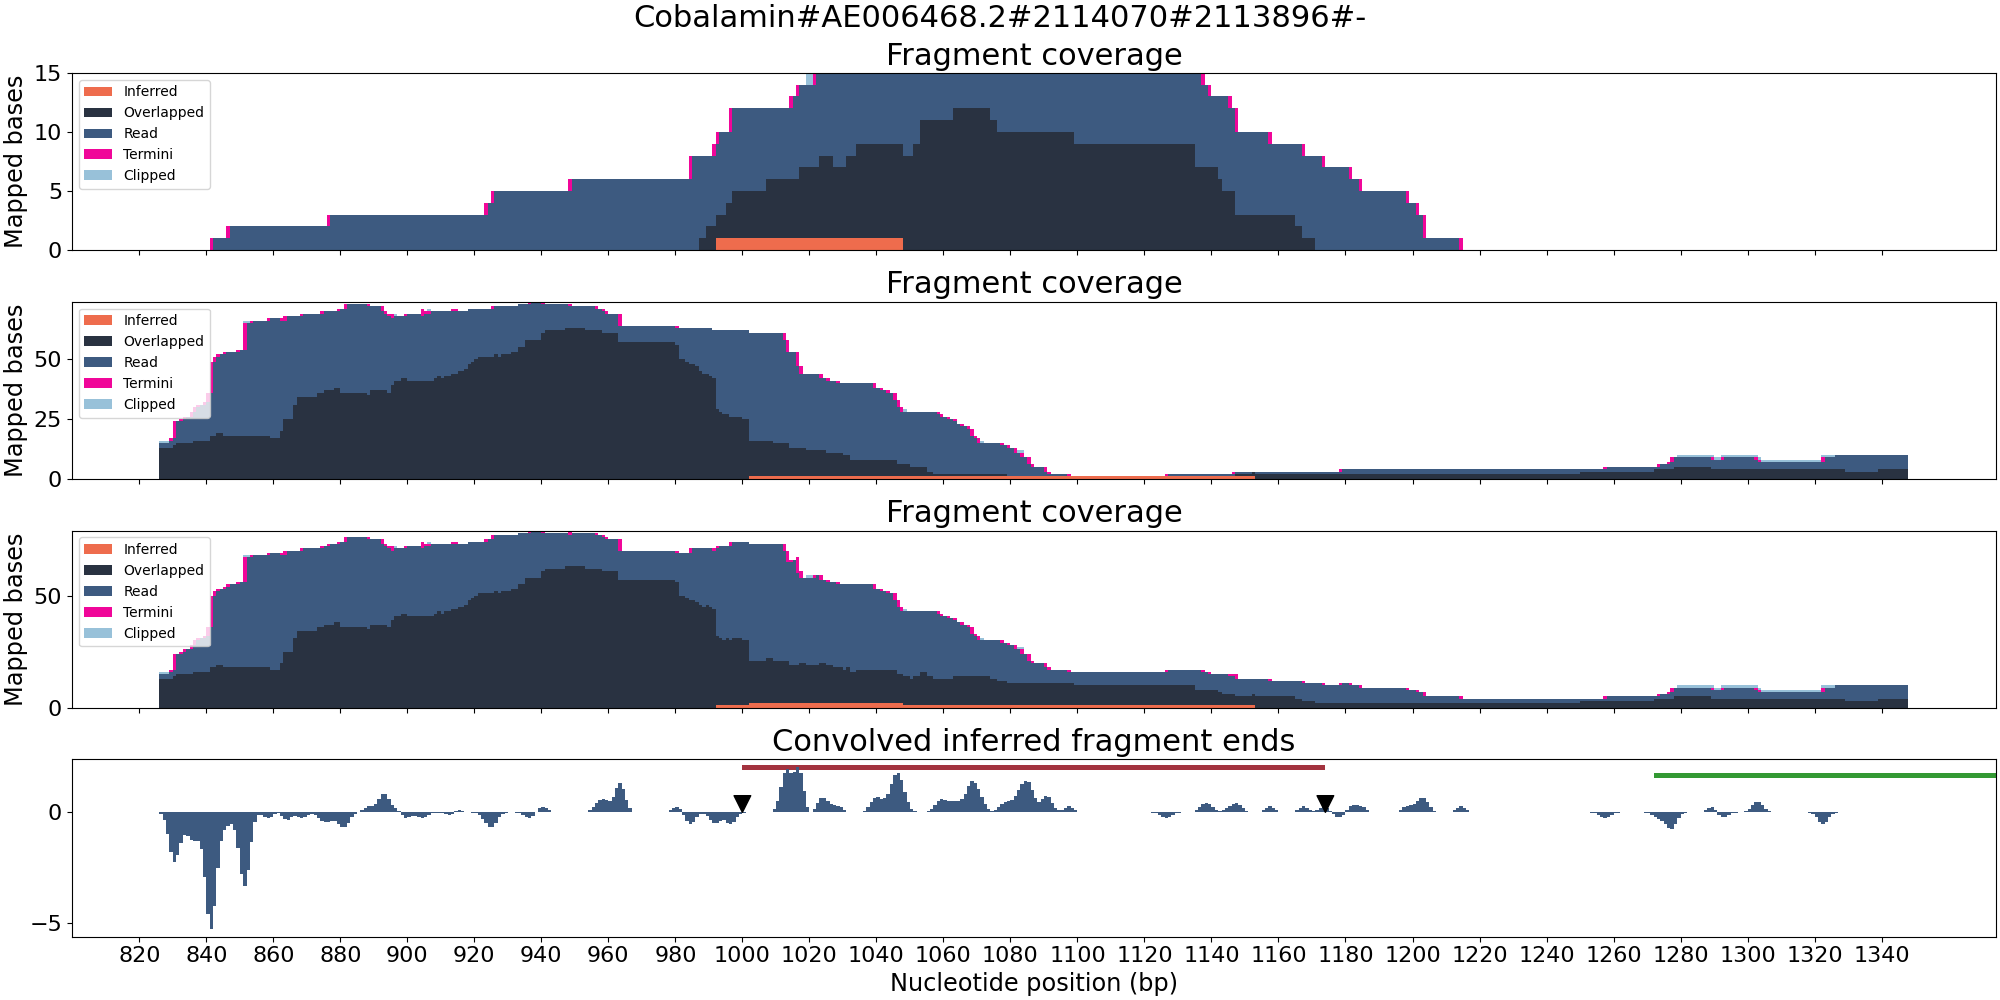 Cobalamin#AE006468.2#2114070#2113896#-
Fragment coverage
Mapped bases
15
10
5
0
Inferred
Overlapped
Read
Termini
Clipped
Fragment coverage
Mapped bases
50
25
0
Inferred
Overlapped
Read
Termini
Clipped
Fragment coverage
Mapped bases
50
0
Inferred
Overlapped
Read
Termini
Clipped
Convolved inferred fragment ends
0
−5
820 840 860 880 900 920 940 960 980 1000 1020 1040 1060 1080 1100 1120 1140 1160 1180 1200 1220 1240 1260 1280 1300 1320 1340
Nucleotide position (bp)